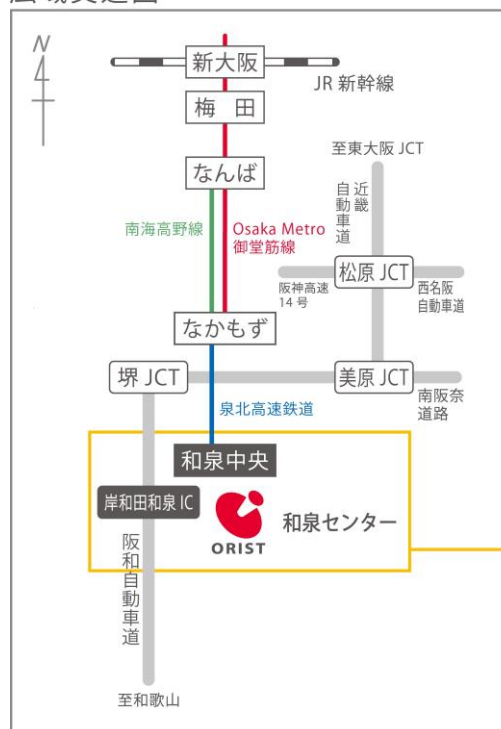 広域交通図
N
新大阪
JR 新幹線
梅 田
なんば
至東大阪 JCT
近畿
自動車道
南海高野線
Osaka Metro
御堂筋線
松原 JCT
阪神高速
14 号
西名阪
自動車道
なかもず
堺 JCT
美原 JCT
南阪奈
道路
泉北高速鉄道
和泉中央
岸和田和泉 IC
和泉センター
ORIST
阪和自動車道
至和歌山